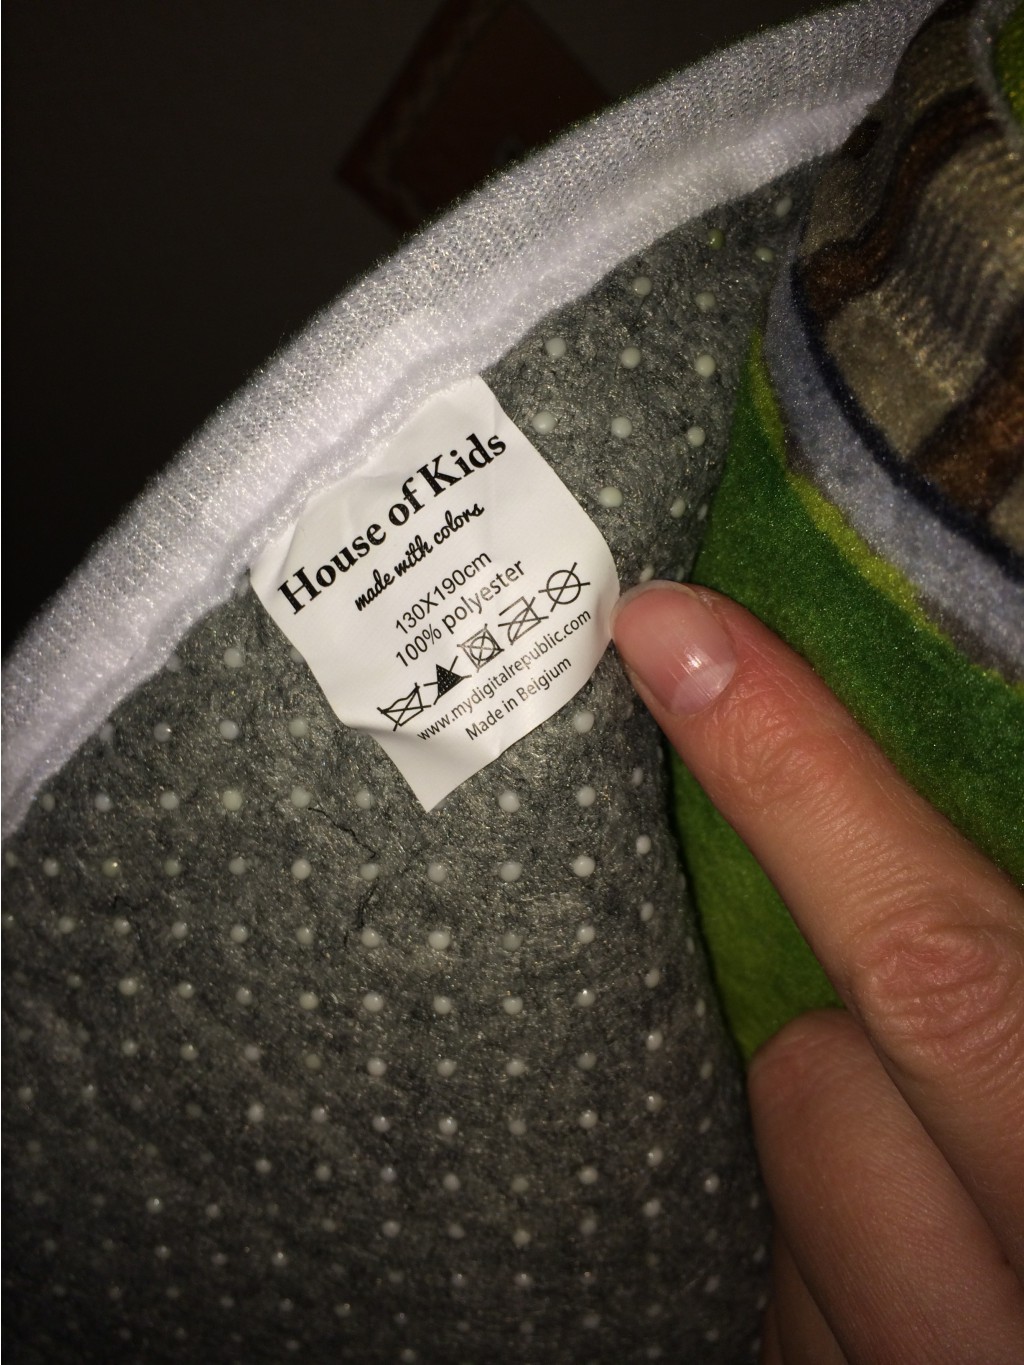 House of Kids
made with colors
130X190cm
100% polyester
www.mydigitalrepublic.com
Made in Belgium